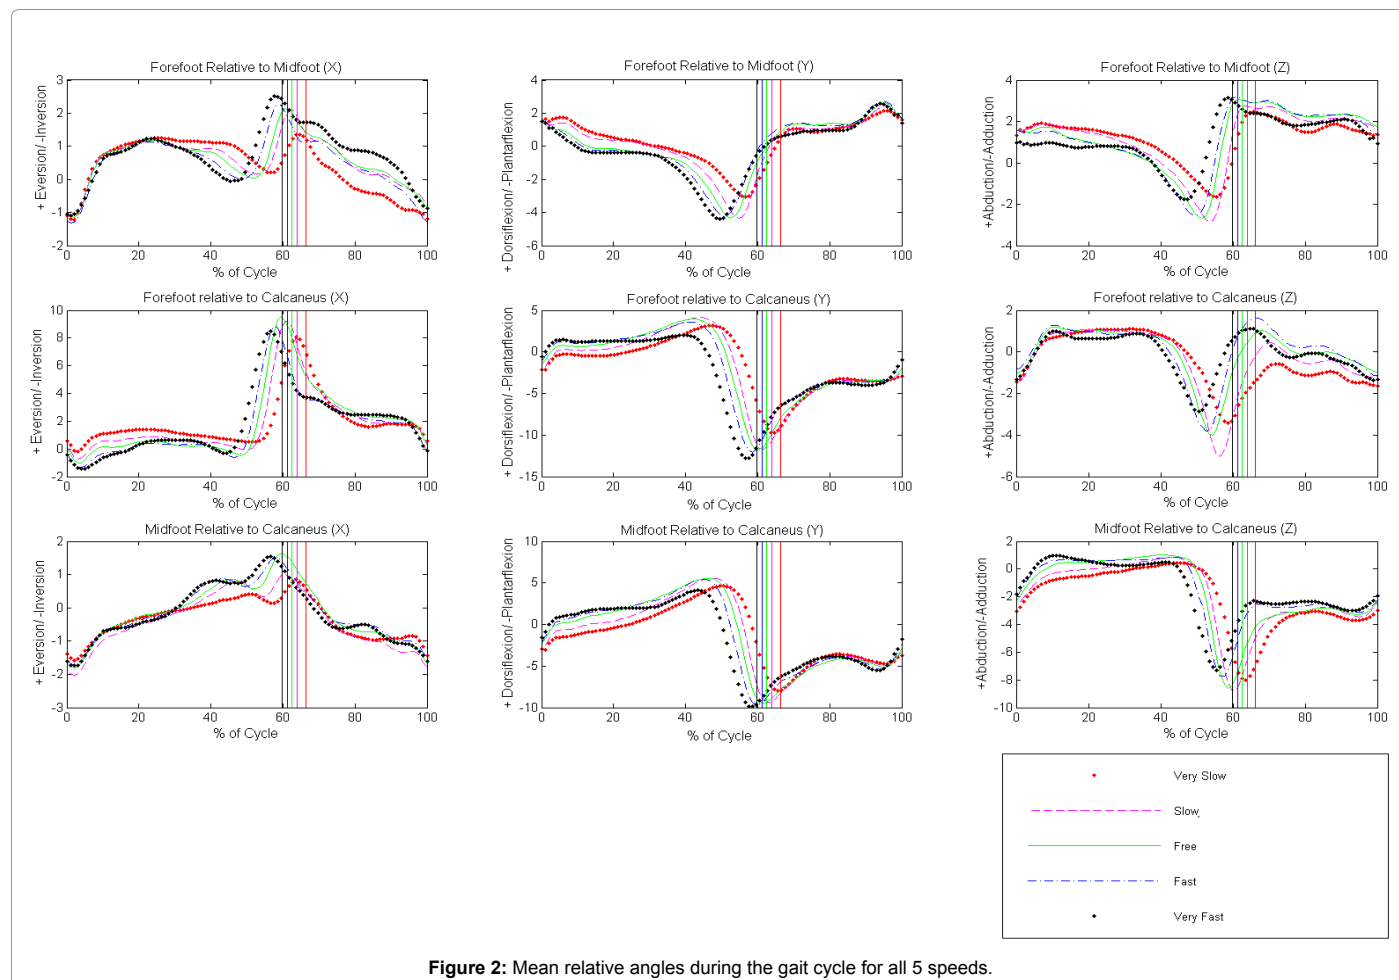 Forefoot Relative to Midfoot (X)
+ Eversion/ -Inversion
3
2
1
0
-1
-2
0 20 40 60 80 100
% of Cycle
Forefoot Relative to Midfoot (Y)
+ Dorsiflexion/ -Plantarflexion
4
2
0
-2
-4
-6
0 20 40 60 80 100
% of Cycle
Forefoot Relative to Midfoot (Z)
+Abduction/-Adduction
4
2
0
-2
-4
0 20 40 60 80 100
% of Cycle
Forefoot relative to Calcaneus (X)
+ Eversion/ -Inversion
10
8
6
4
2
0
-2
0 20 40 60 80 100
% of Cycle
Forefoot relative to Calcaneus (Y)
+ Dorsiflexion/ -Plantarflexion
5
0
-5
-10
-15
0 20 40 60 80 100
% of Cycle
Forefoot relative to Calcaneus (Z)
+Abduction/-Adduction
2
0
-2
-4
-6
0 20 40 60 80 100
% of Cycle
Midfoot Relative to Calcaneus (X)
+ Eversion/ -Inversion
2
1
0
-1
-2
-3
0 20 40 60 80 100
% of Cycle
Midfoot Relative to Calcaneus (Y)
+ Dorsiflexion/ -Plantarflexion
10
5
0
-5
-10
0 20 40 60 80 100
% of Cycle
Midfoot Relative to Calcaneus (Z)
+Abduction/-Adduction
2
0
-2
-4
-6
-8
-10
0 20 40 60 80 100
% of Cycle
Very Slow
Slow
Free
Fast
Very Fast
Figure 2: Mean relative angles during the gait cycle for all 5 speeds.